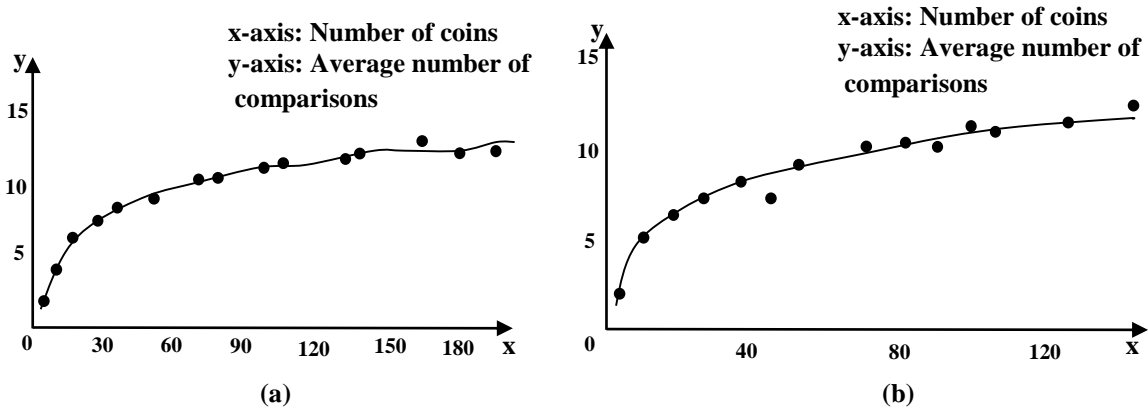 x-axis: Number of coins
y-axis: Average number of
comparisons
y
15
10
5
0
30
60
90
120
150
180
x
(a)
x-axis: Number of coins
y-axis: Average number of
comparisons
y
15
10
5
0
40
80
120
x
(b)